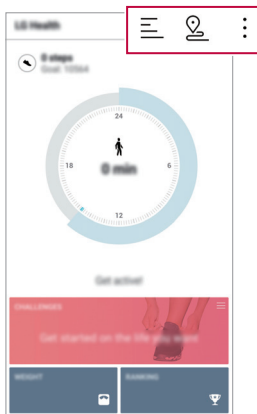 LG Health
0 steps
Goal 10564
24
18
6
0 min
12
Get active!
CHALLENGES
Get started on the life you want
WEIGHT
RANKING